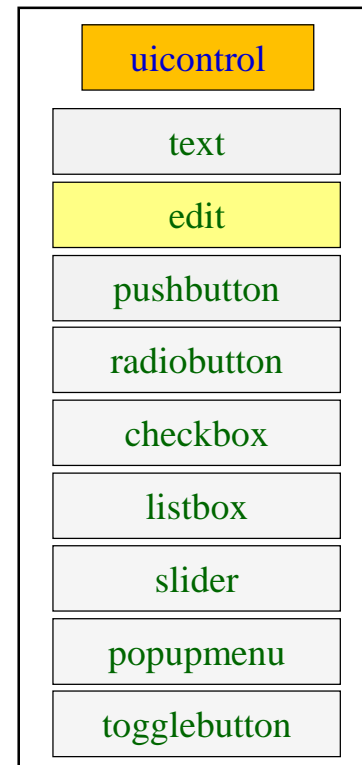 uicontrol
text
edit
pushbutton
radiobutton
checkbox
listbox
slider
popupmenu
togglebutton